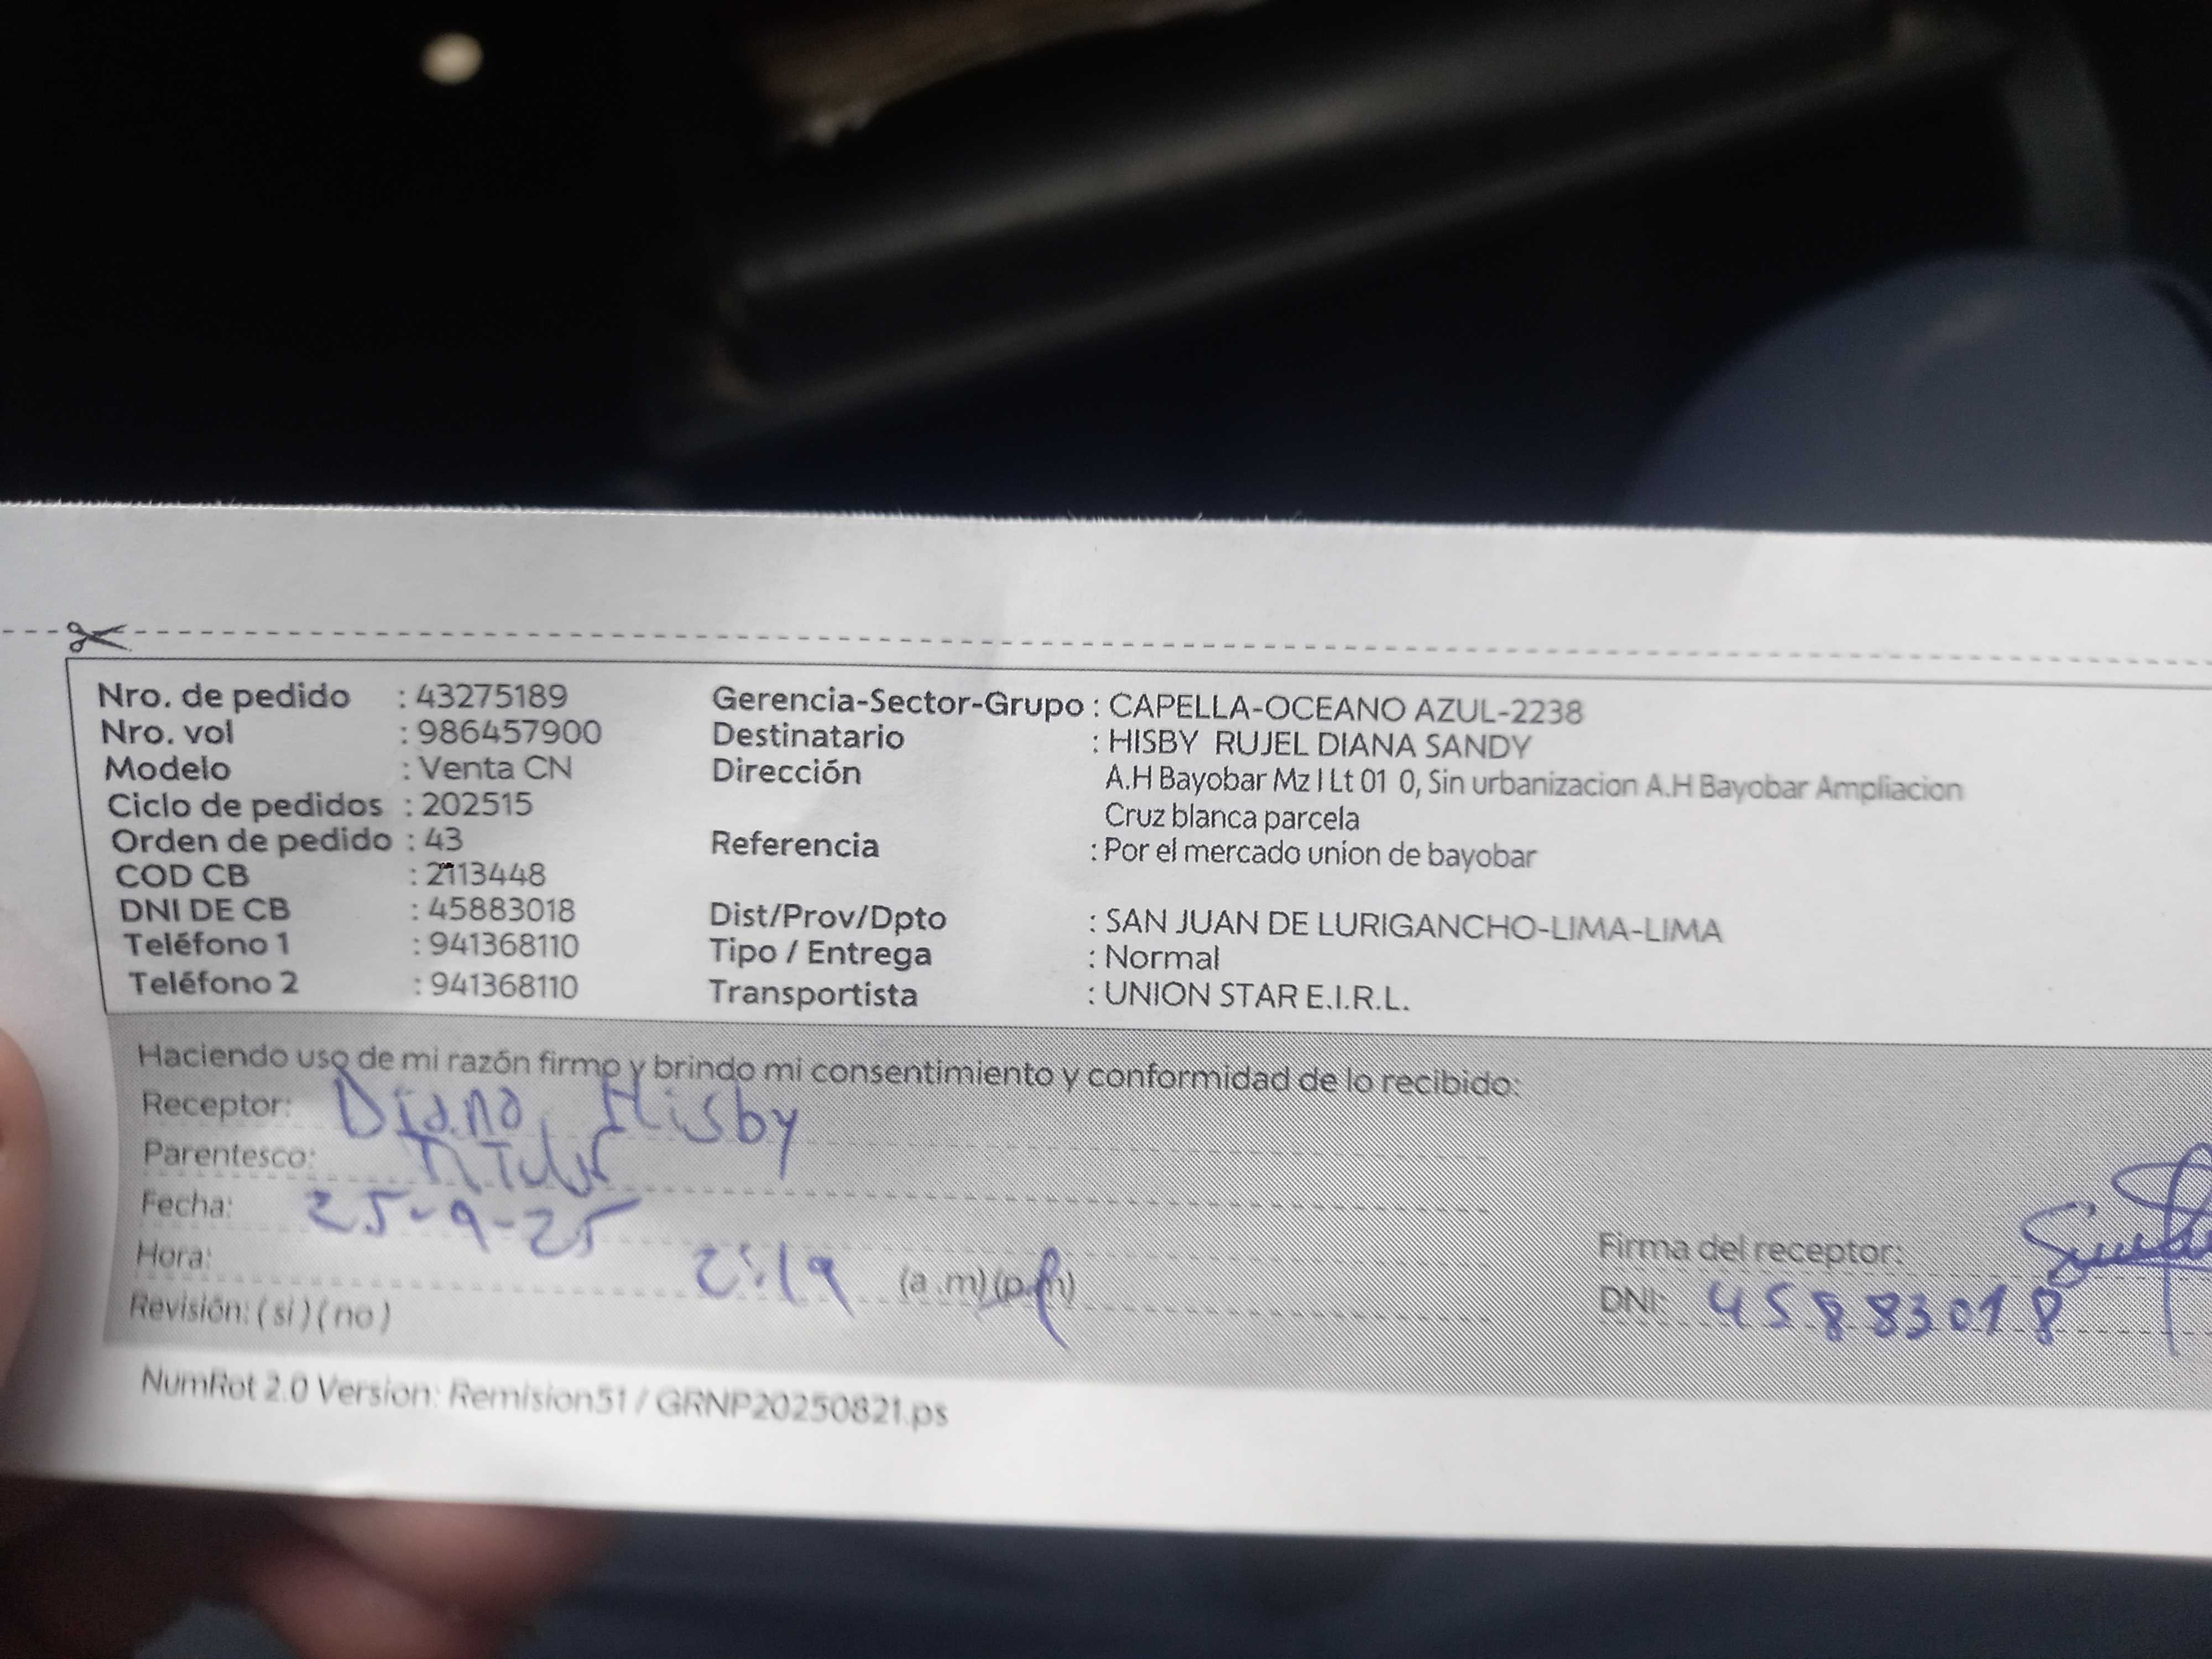 Nro. de pedido : 43275189 Gerencia-Sector-Grupo : CAPELLA-OCEANO AZUL-2238
Nro. vol : 986457900 Destinatario : HISBY RUJEL DIANA SANDY
Modelo : Venta CN Dirección A.H Bayobar Mz I Lt 01 0, Sin urbanizacion A.H Bayobar Ampliacion
Ciclo de pedidos : 202515 Cruz blanca parcela
Orden de pedido : 43 Referencia : Por el mercado union de bayobar
COD CB : 2113448
DNI DE CB : 45883018 Dist/Prov/Dpto : SAN JUAN DE LURIGANCHO-LIMA-LIMA
Teléfono 1 : 941368110 Tipo / Entrega : Normal
Teléfono 2 : 941368110 Transportista : UNION STAR E.I.R.L.
Haciendo uso de mi razón firmo y brindo mi consentimiento y conformidad de lo recibido:
Receptor: Diana Hisby
Parentesco: Titular
Fecha: 25-9-25
Hora: 2:19 (a.m) (p.m)
Revisión: ( si ) ( no )
Firma del receptor:
DNI: 45883018
NumRot 2.0 Version: Remision51 / GRNP20250821.ps